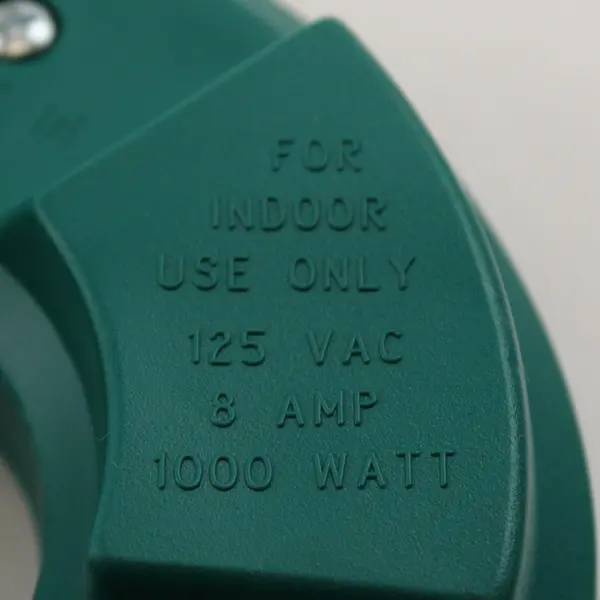 FOR
INDOOR
USE ONLY
125 VAC
8 AMP
1000 WATT